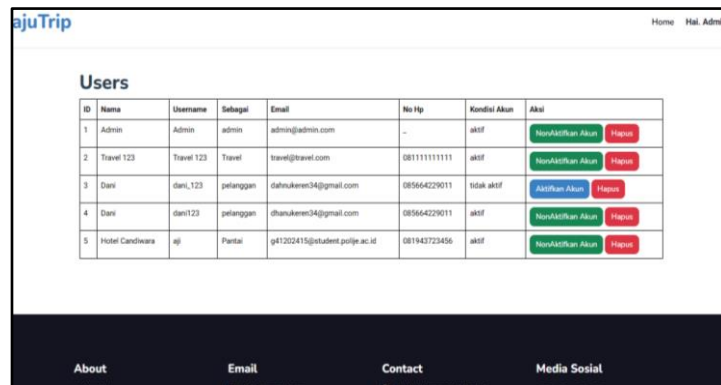 ajuTrip
Home Hai. Admi
Users
ID Nama Username Sebagai Email No Hp Kondisi Akun Aksi
1 Admin Admin admin admin@admin.com - aktif NonAktifkan Akun Hapus
2 Travel 123 Travel 123 Travel travel@travel.com 081111111111 aktif NonAktifkan Akun Hapus
3 Dani dani_123 pelanggan dahnukeren34@gmail.com 085664229011 tidak aktif Aktifkan Akun Hapus
4 Dani dani123 pelanggan dhanukeren34@gmail.com 085664229011 aktif NonAktifkan Akun Hapus
5 Hotel Candiwara aji Pantai g41202415@student.polije.ac.id 081943723456 aktif NonAktifkan Akun Hapus
About Email Contact Media Sosial